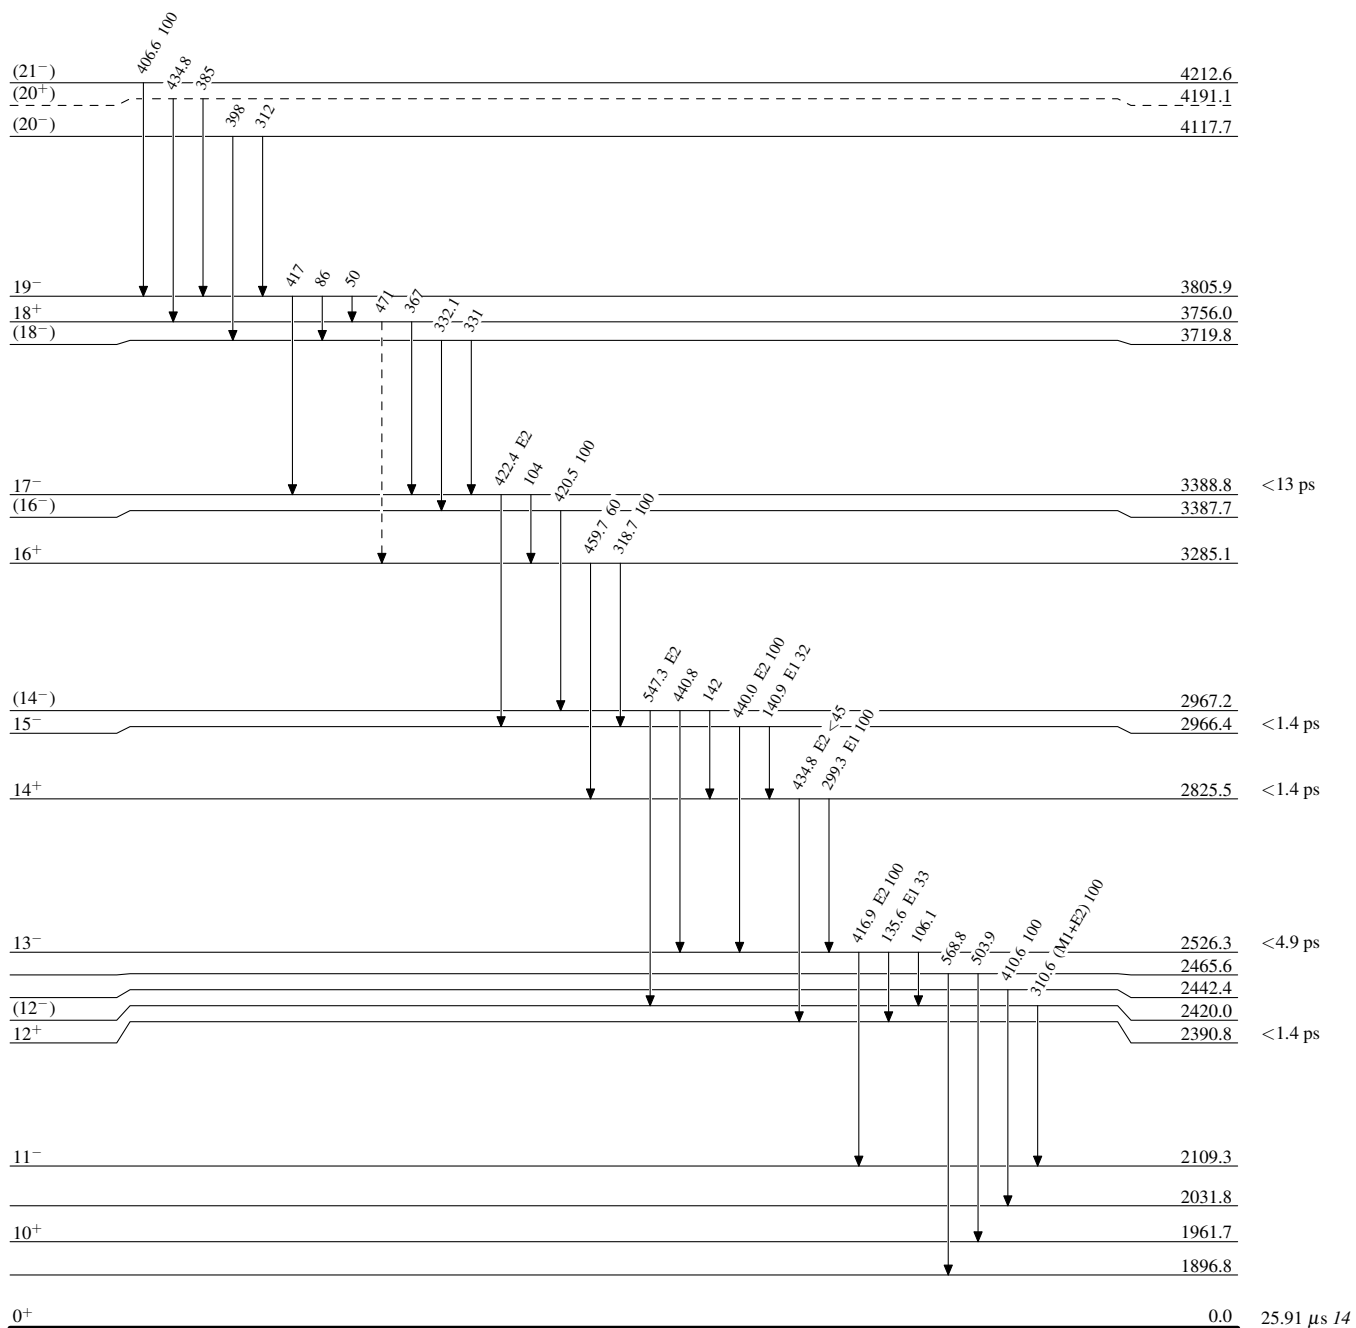 406.6 100
434.8
385
(21−) 4212.6
(20+) 4191.1
398
312
(20−) 4117.7
417
86
50
19− 3805.9
471
367
18+ 3756.0
332.1
331
(18−) 3719.8
422.4 E2
104
420.5 100
17− 3388.8 <13 ps
(16−) 3387.7
459.7 60
318.7 100
16+ 3285.1
547.3 E2
440.8
142
440.0 E2 100
140.9 E1 32
(14−) 2967.2
15− 2966.4 <1.4 ps
434.8 E2 <45
299.3 E1 100
14+ 2825.5 <1.4 ps
416.9 E2 100
135.6 E1 33
106.1
568.8
503.9
410.6 100
310.6 (M1+E2) 100
13− 2526.3 <4.9 ps
2465.6
2442.4
(12−) 2420.0
12+ 2390.8 <1.4 ps
11− 2109.3
2031.8
10+ 1961.7
1896.8
0+ 0.0 25.91 μs 14